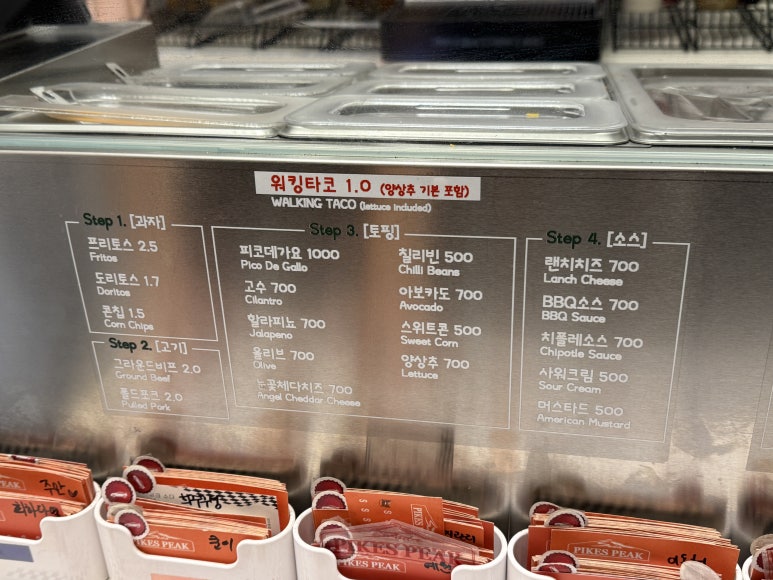 워킹타코 1.0 (양상추 기본 포함)
WALKING TACO (lettuce included)
Step 1. [과자]
프리토스 2.5
Fritos
도리토스 1.7
Doritos
콘칩 1.5
Corn Chips
Step 2. [고기]
그라운드비프 2.0
Ground Beef
풀드포크 2.0
Pulled Pork
Step 3. [토핑]
피코데가요 1000
Pico De Gallo
고수 700
Cilantro
할라피뇨 700
Jalapeno
올리브 700
Olive
눈꽃체다치즈 700
Angel Cheddar Cheese
칠리빈 500
Chilli Beans
아보카도 700
Avocado
스위트콘 500
Sweet Corn
양상추 700
Lettuce
Step 4. [소스]
랜치치즈 700
Lanch Cheese
BBQ소스 700
BBQ Sauce
치폴레소스 700
Chipotle Sauce
사워크림 500
Sour Cream
머스타드 500
American Mustard
PIKES PEAK
PIKES PEAK
PIKES PEAK